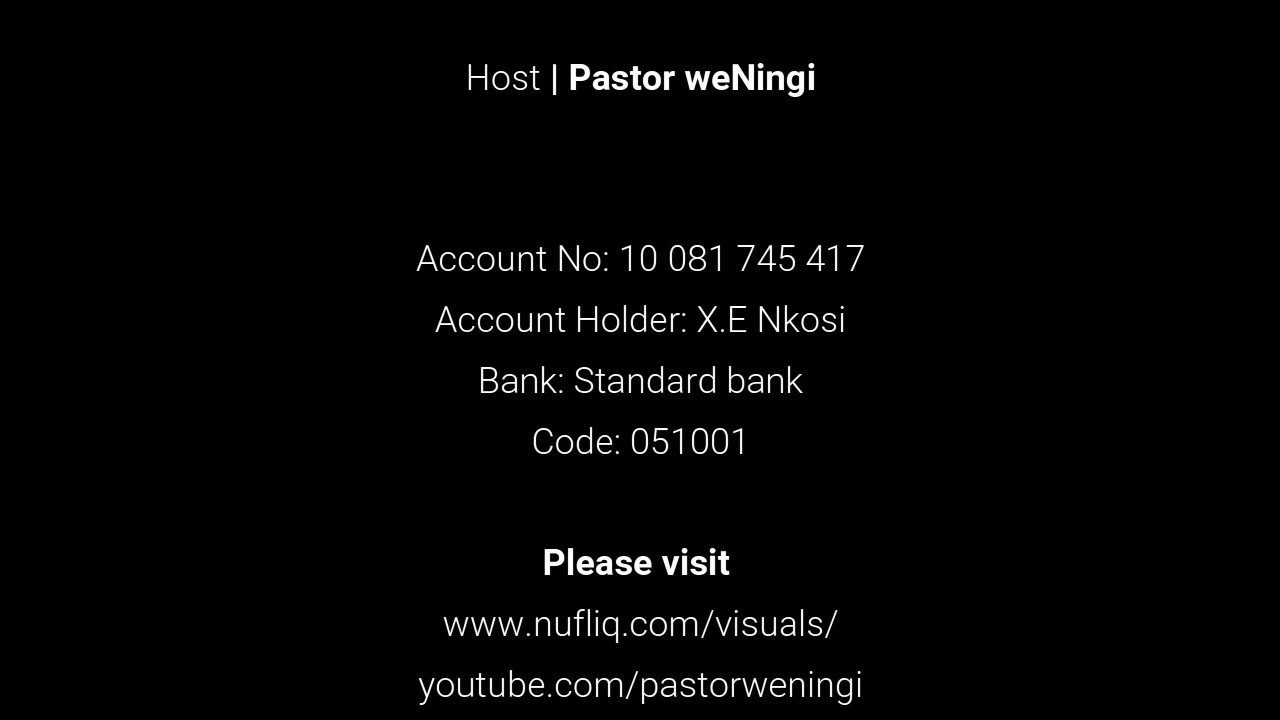 Host | Pastor weNingi
Account No: 10 081 745 417
Account Holder: X.E Nkosi
Bank: Standard bank
Code: 051001
Please visit
www.nufliq.com/visuals/
youtube.com/pastorweningi